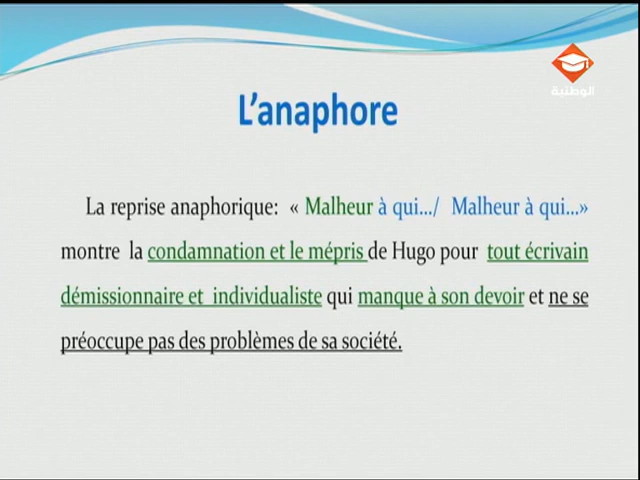 الوطنية
L’anaphore
La reprise anaphorique: « Malheur à qui.../ Malheur à qui...»
montre la condamnation et le mépris de Hugo pour tout écrivain
démissionnaire et individualiste qui manque à son devoir et ne se
préoccupe pas des problèmes de sa société.